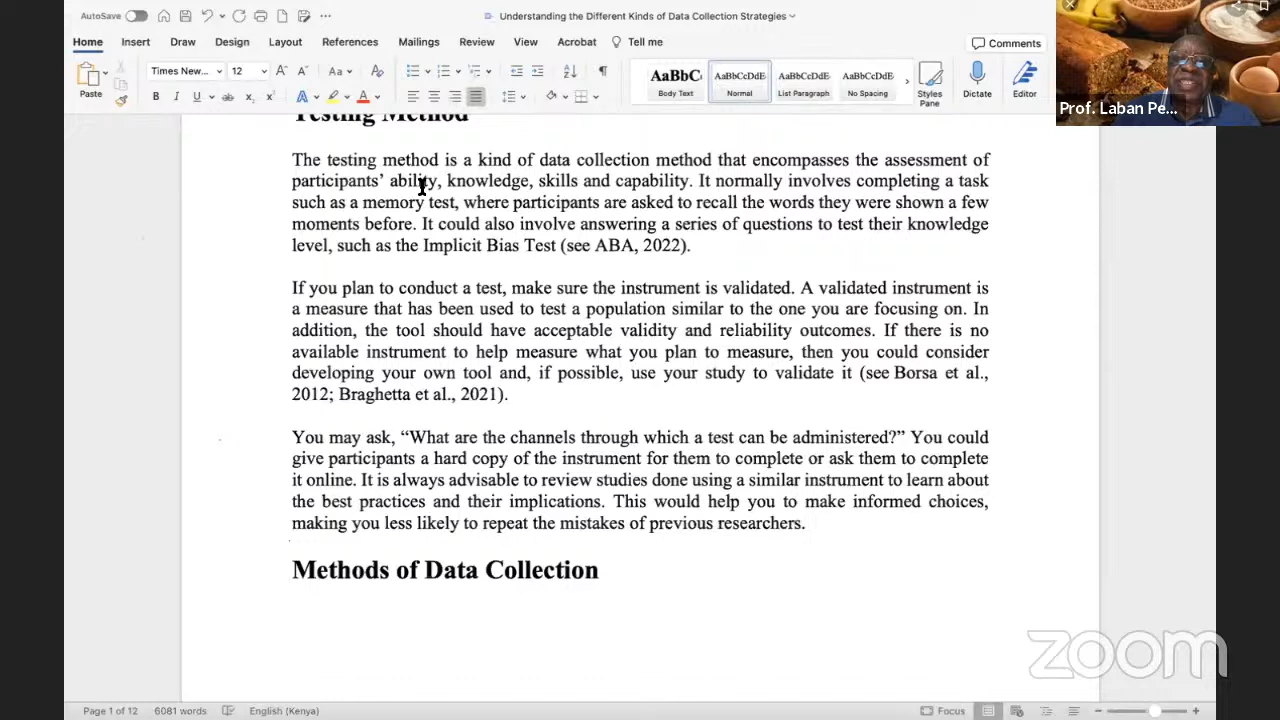 AutoSave
Understanding the Different Kinds of Data Collection Strategies
Home Insert Draw Design Layout References Mailings Review View Acrobat Tell me
Comments
Paste
Times New...
12
Aa
B I U ab x₂ x²
A A
AaBbC
Body Text
AaBbCcDdE
Normal
AaBbCcDdE
List Paragraph
AaBbCcDdE
No Spacing
Styles
Pane
Dictate
Editor
Prof. Laban Pe...
Testing Method
The testing method is a kind of data collection method that encompasses the assessment of
participants’ ability, knowledge, skills and capability. It normally involves completing a task
such as a memory test, where participants are asked to recall the words they were shown a few
moments before. It could also involve answering a series of questions to test their knowledge
level, such as the Implicit Bias Test (see ABA, 2022).
If you plan to conduct a test, make sure the instrument is validated. A validated instrument is
a measure that has been used to test a population similar to the one you are focusing on. In
addition, the tool should have acceptable validity and reliability outcomes. If there is no
available instrument to help measure what you plan to measure, then you could consider
developing your own tool and, if possible, use your study to validate it (see Borsa et al.,
2012; Braghetta et al., 2021).
You may ask, “What are the channels through which a test can be administered?” You could
give participants a hard copy of the instrument for them to complete or ask them to complete
it online. It is always advisable to review studies done using a similar instrument to learn about
the best practices and their implications. This would help you to make informed choices,
making you less likely to repeat the mistakes of previous researchers.
Methods of Data Collection
zoom
Page 1 of 12 6081 words English (Kenya) Focus